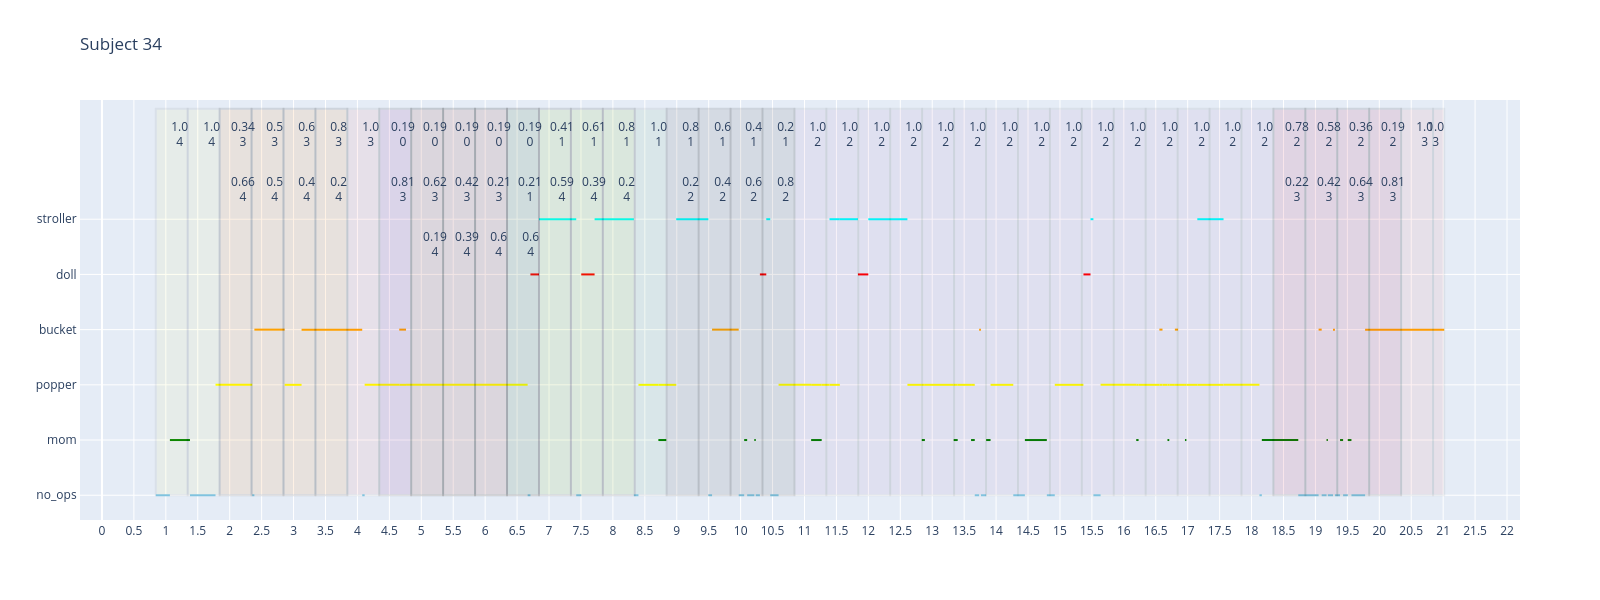 Subject 34
1.0 1.0 0.34 0.5 0.6 0.8 1.0 0.19 0.19 0.19 0.19 0.19 0.41 0.61 0.8 1.0 0.8 0.6 0.4 0.2 1.0 1.0 1.0 1.0 1.0 1.0 1.0 1.0 1.0 1.0 1.0 1.0 1.0 1.0 1.0 0.78 0.58 0.36 0.19 1.0 1.0
4 4 3 3 3 3 3 0 0 0 0 0 1 1 1 1 1 1 1 1 2 2 2 2 2 2 2 2 2 2 2 2 2 2 2 2 2 2 2 3 3
0.66 0.5 0.4 0.2 0.81 0.62 0.42 0.21 0.21 0.59 0.39 0.2 0.2 0.4 0.6 0.8 0.22 0.42 0.64 0.81
4 4 4 4 3 3 3 3 1 4 4 4 2 2 2 2 3 3 3 3
stroller
0.19 0.39 0.6 0.6
4 4 4 4
doll
bucket
popper
mom
no_ops
0 0.5 1 1.5 2 2.5 3 3.5 4 4.5 5 5.5 6 6.5 7 7.5 8 8.5 9 9.5 10 10.5 11 11.5 12 12.5 13 13.5 14 14.5 15 15.5 16 16.5 17 17.5 18 18.5 19 19.5 20 20.5 21 21.5 22